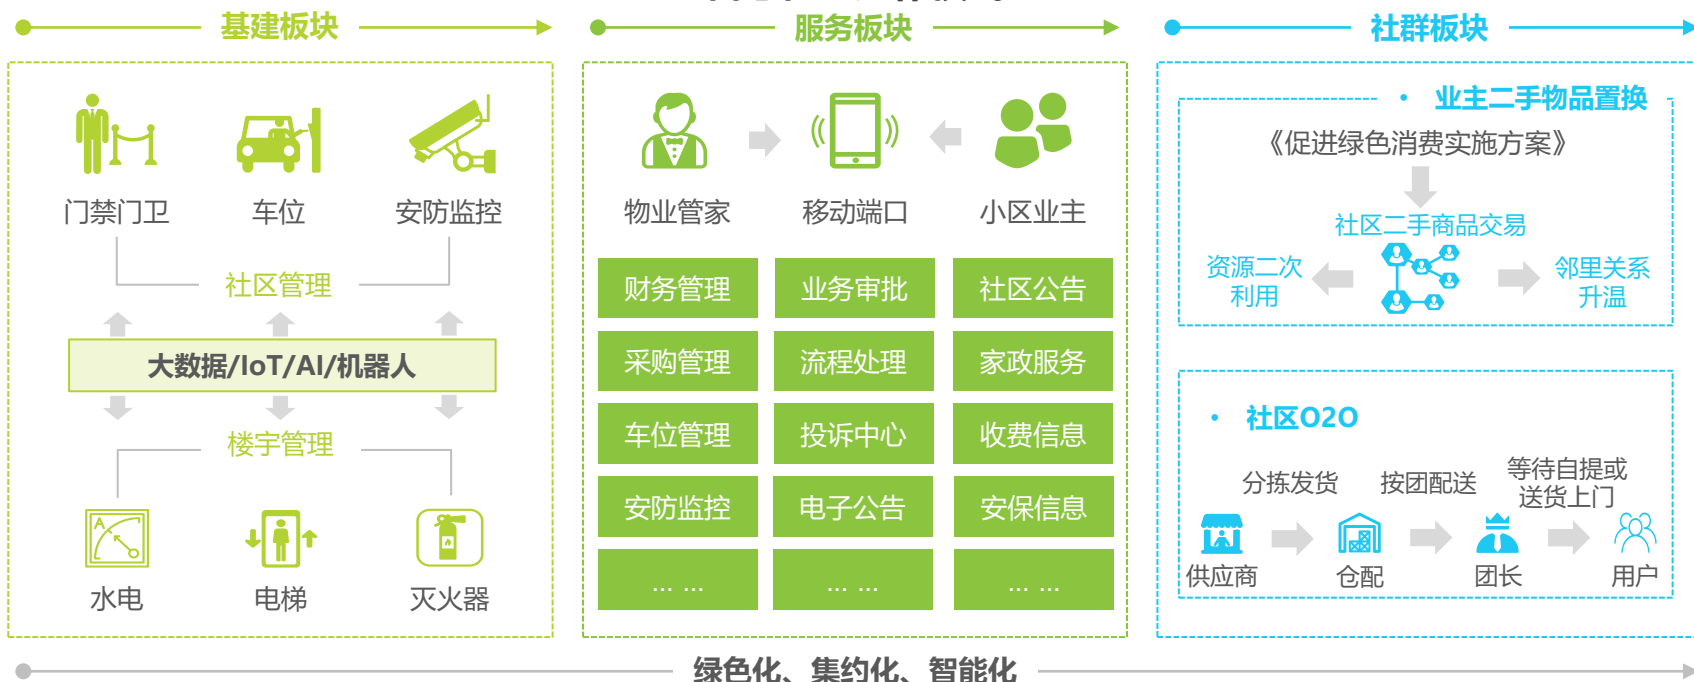 基建板块
服务板块
社群板块
门禁门卫
车位
安防监控
社区管理
大数据/IoT/AI/机器人
楼宇管理
A
水电
电梯
灭火器
物业管家
移动端口
小区业主
财务管理
业务审批
社区公告
采购管理
流程处理
家政服务
车位管理
投诉中心
收费信息
安防监控
电子公告
安保信息
... ...
... ...
... ...
• 业主二手物品置换
《促进绿色消费实施方案》
社区二手商品交易
资源二次
利用
邻里关系
升温
• 社区O2O
分拣发货
按团配送
等待自提或
送货上门
供应商
仓配
团长
用户
绿色化、集约化、智能化